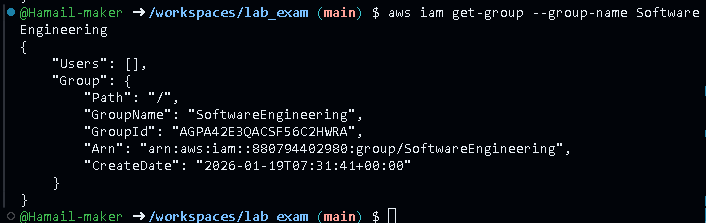 @Hamail-maker → /workspaces/lab_exam (main) $ aws iam get-group --group-name Software
Engineering
{
    "Users": [],
    "Group": {
        "Path": "/",
        "GroupName": "SoftwareEngineering",
        "GroupId": "AGPA42E3QACSF56C2HWRA",
        "Arn": "arn:aws:iam::880794402980:group/SoftwareEngineering",
        "CreateDate": "2026-01-19T07:31:41+00:00"
    }
}
@Hamail-maker → /workspaces/lab_exam (main) $